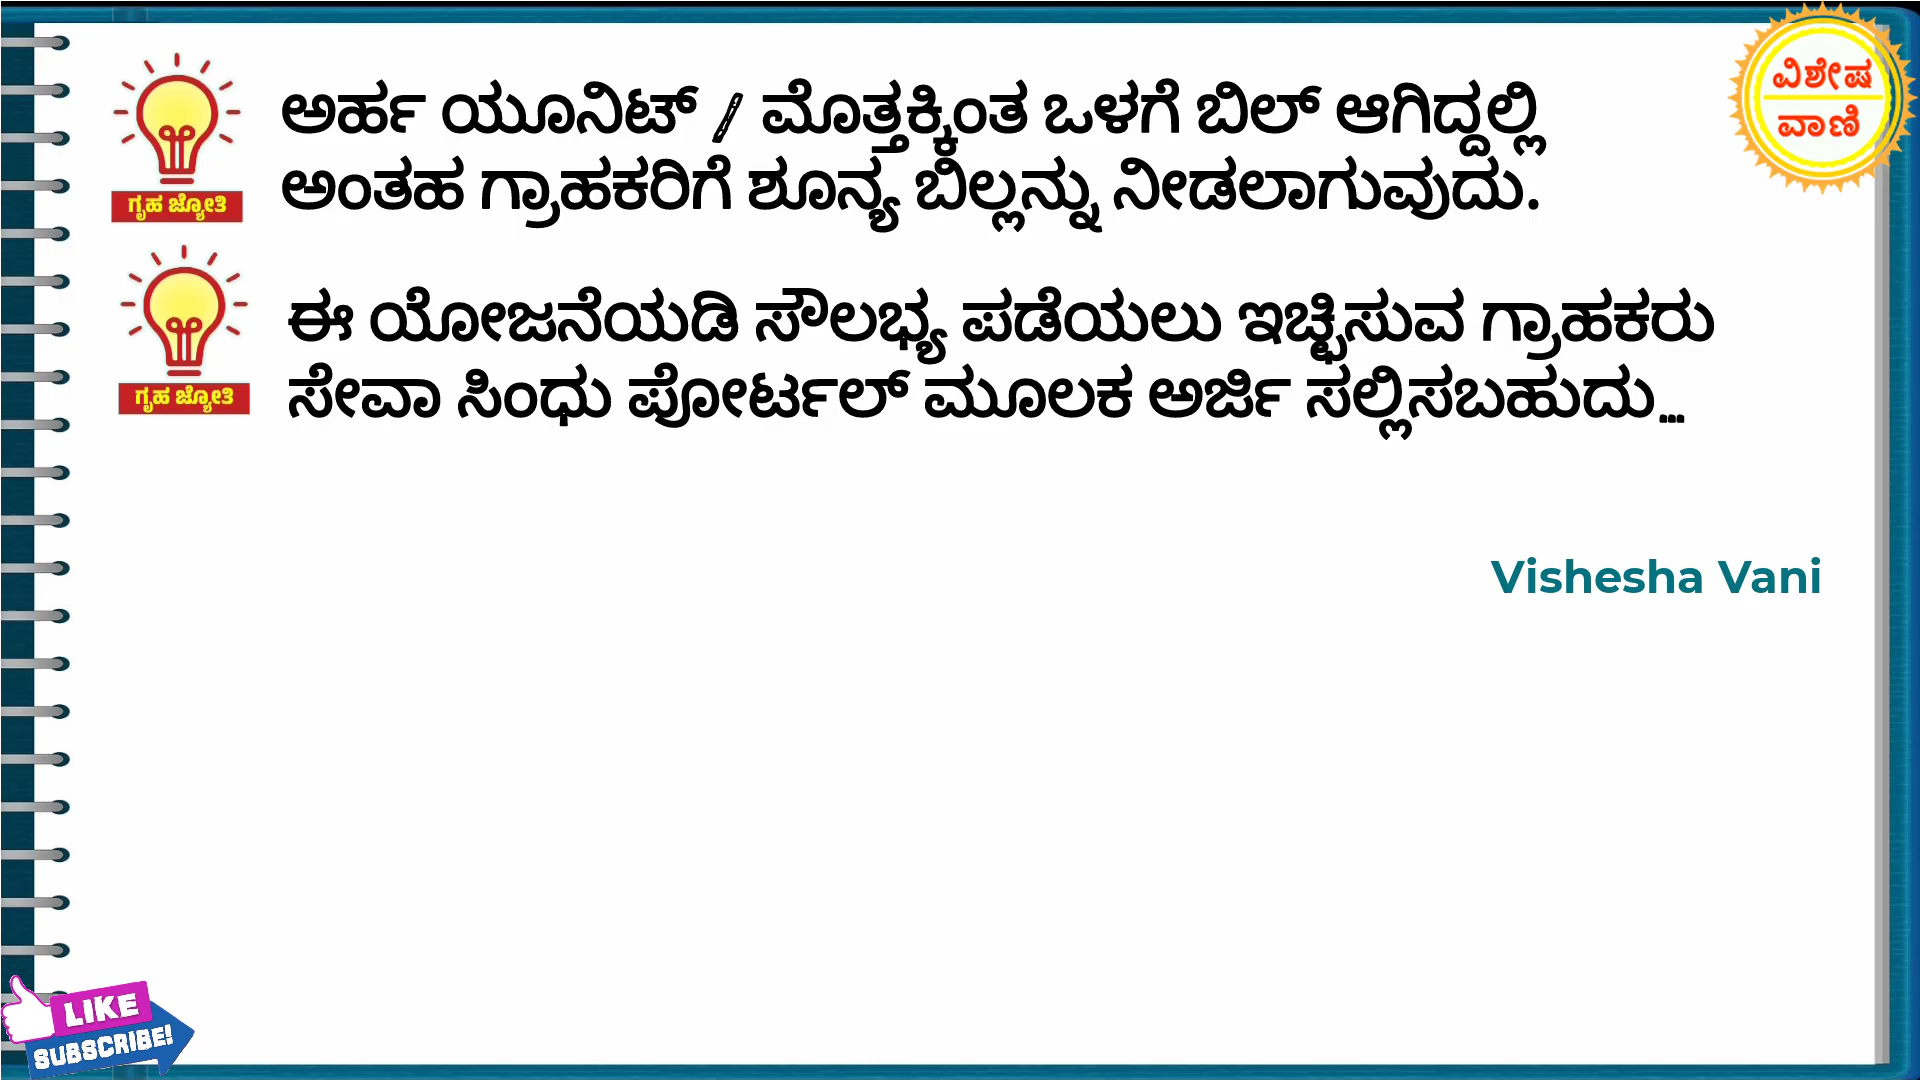 ಅರ್ಹ ಯೂನಿಟ್ / ಮೊತ್ತಕ್ಕಿಂತ ಒಳಗೆ ಬಿಲ್ ಆಗಿದ್ದಲ್ಲಿ
ಅಂತಹ ಗ್ರಾಹಕರಿಗೆ ಶೂನ್ಯ ಬಿಲ್ಲನ್ನು ನೀಡಲಾಗುವುದು.
ಗೃಹ ಜ್ಯೋತಿ
ಈ ಯೋಜನೆಯಡಿ ಸೌಲಭ್ಯ ಪಡೆಯಲು ಇಚ್ಛಿಸುವ ಗ್ರಾಹಕರು
ಸೇವಾ ಸಿಂಧು ಪೋರ್ಟಲ್ ಮೂಲಕ ಅರ್ಜಿ ಸಲ್ಲಿಸಬಹುದು...
ಗೃಹ ಜ್ಯೋತಿ
ವಿಶೇಷ
ವಾಣಿ
Vishesha Vani
LIKE
SUBSCRIBE!